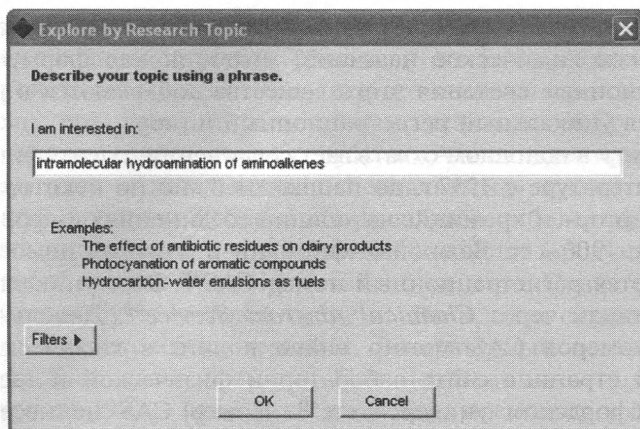 Explore by Research Topic
Describe your topic using a phrase.
I am interested in:
intramolecular hydroamination of aminoalkenes
Examples:
The effect of antibiotic residues on dairy products
Photocyanation of aromatic compounds
Hydrocarbon-water emulsions as fuels
Filters
OK
Cancel